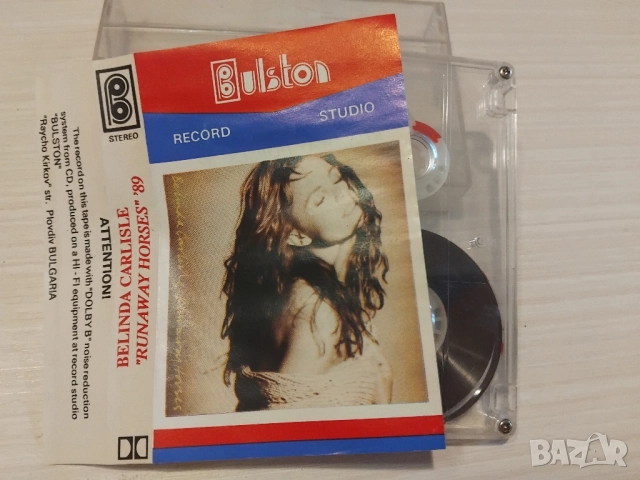 Bulston
RECORD STUDIO
STEREO
BELINDA CARLISLE
"RUNAWAY HORSES" '89
ATTENTION!
The record on this tape is made with "DOLBY B" noise reduction
system from CD, produced on a HI - FI equipment at record studio
"BULSTON"
"Raycho Kirkov" str. Plovdiv BULGARIA
BAZAR